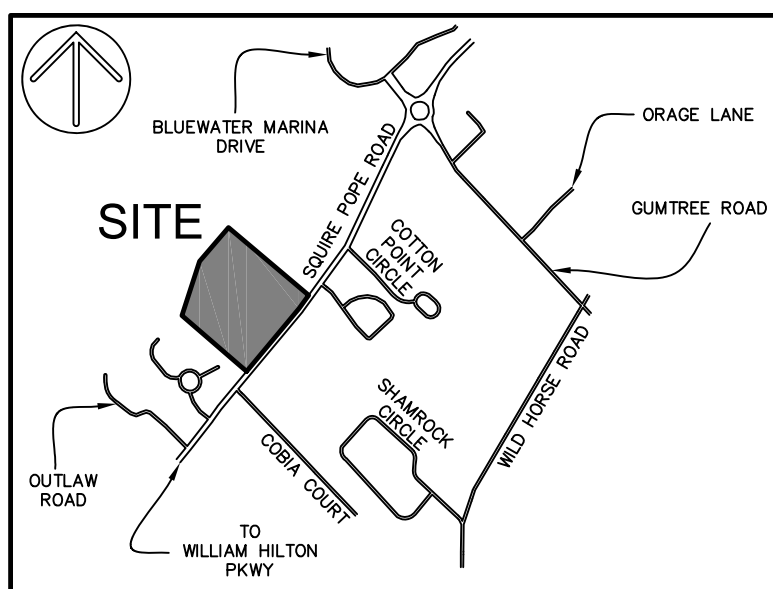 BLUEWATER MARINA
DRIVE
ORAGE LANE
GUMTREE ROAD
SITE
SQUIRE POPE ROAD
COTTON
POINT
CIRCLE
WILD HORSE ROAD
SHAMROCK
CIRCLE
COBIA COURT
OUTLAW
ROAD
TO
WILLIAM HILTON
PKWY